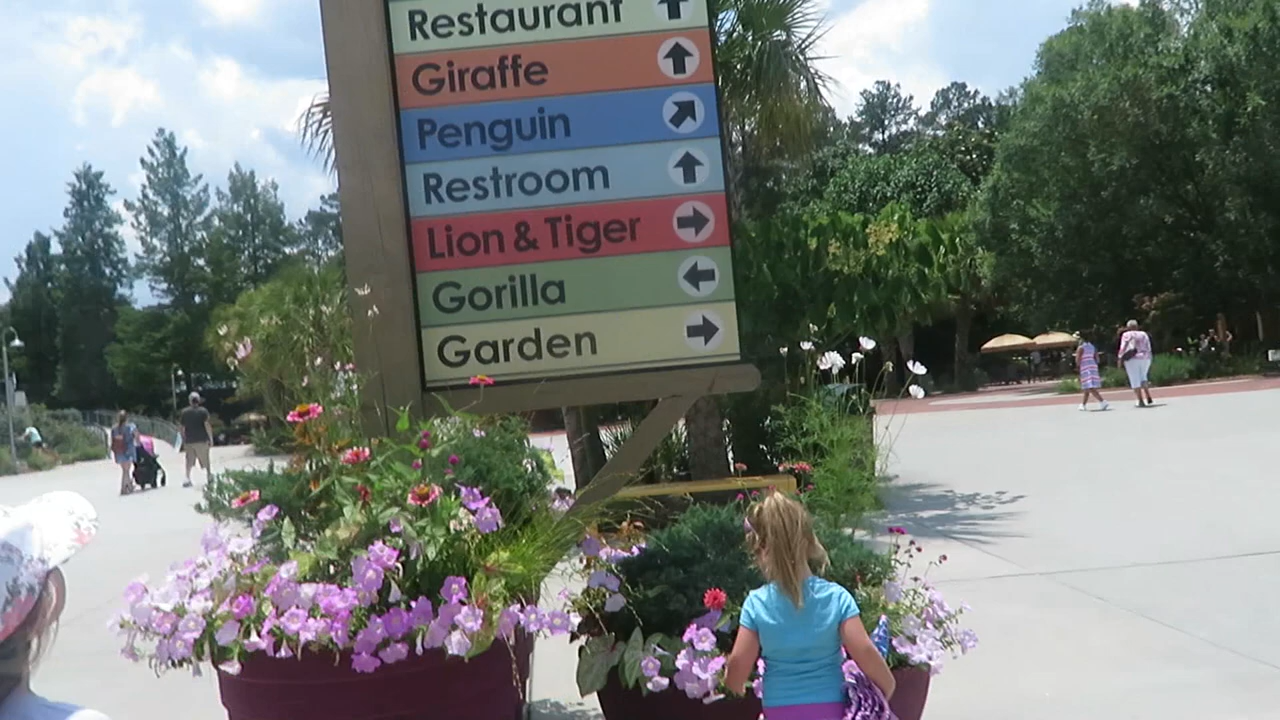 Restaurant
Giraffe
Penguin
Restroom
Lion & Tiger
Gorilla
Garden